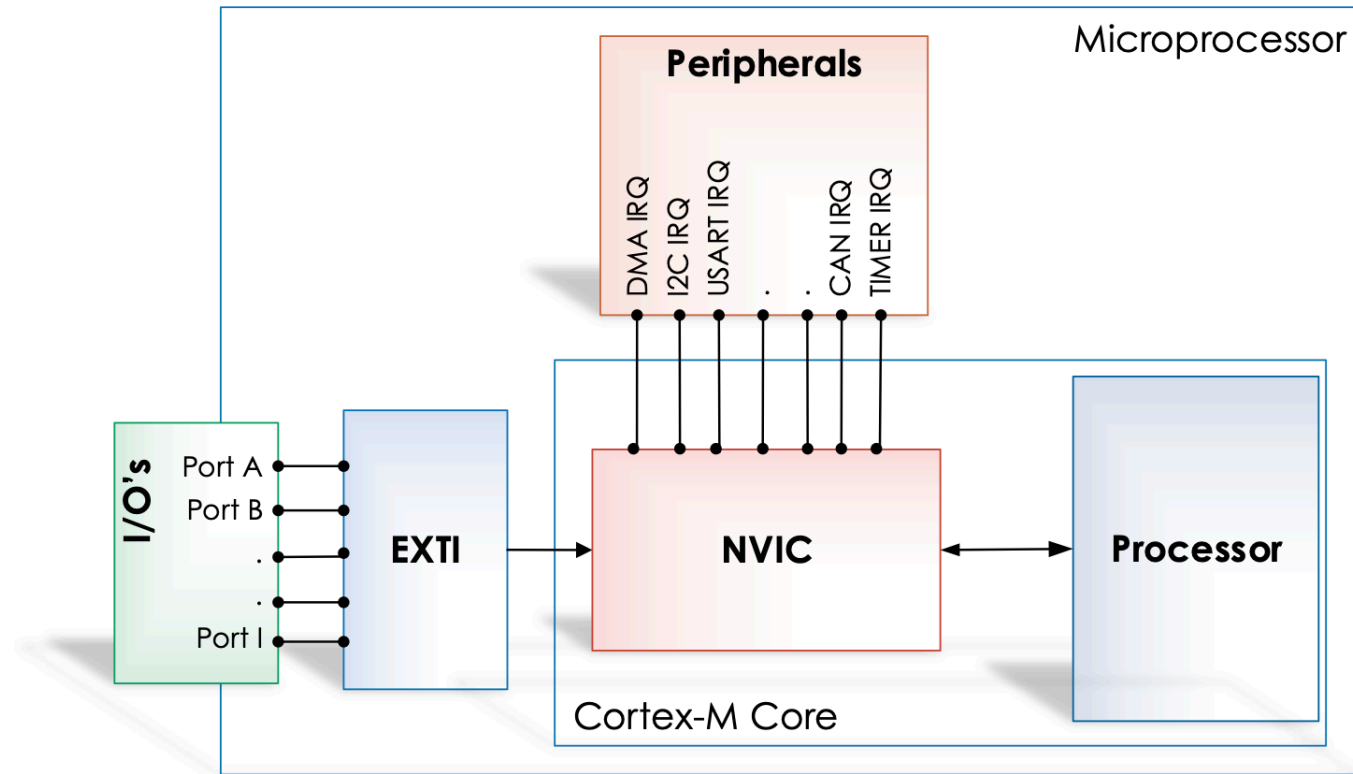 Microprocessor
Peripherals
DMA IRQ
I2C IRQ
USART IRQ
.
.
CAN IRQ
TIMER IRQ
I/O's
Port A
Port B
.
.
Port I
EXTI
NVIC
Processor
Cortex-M Core